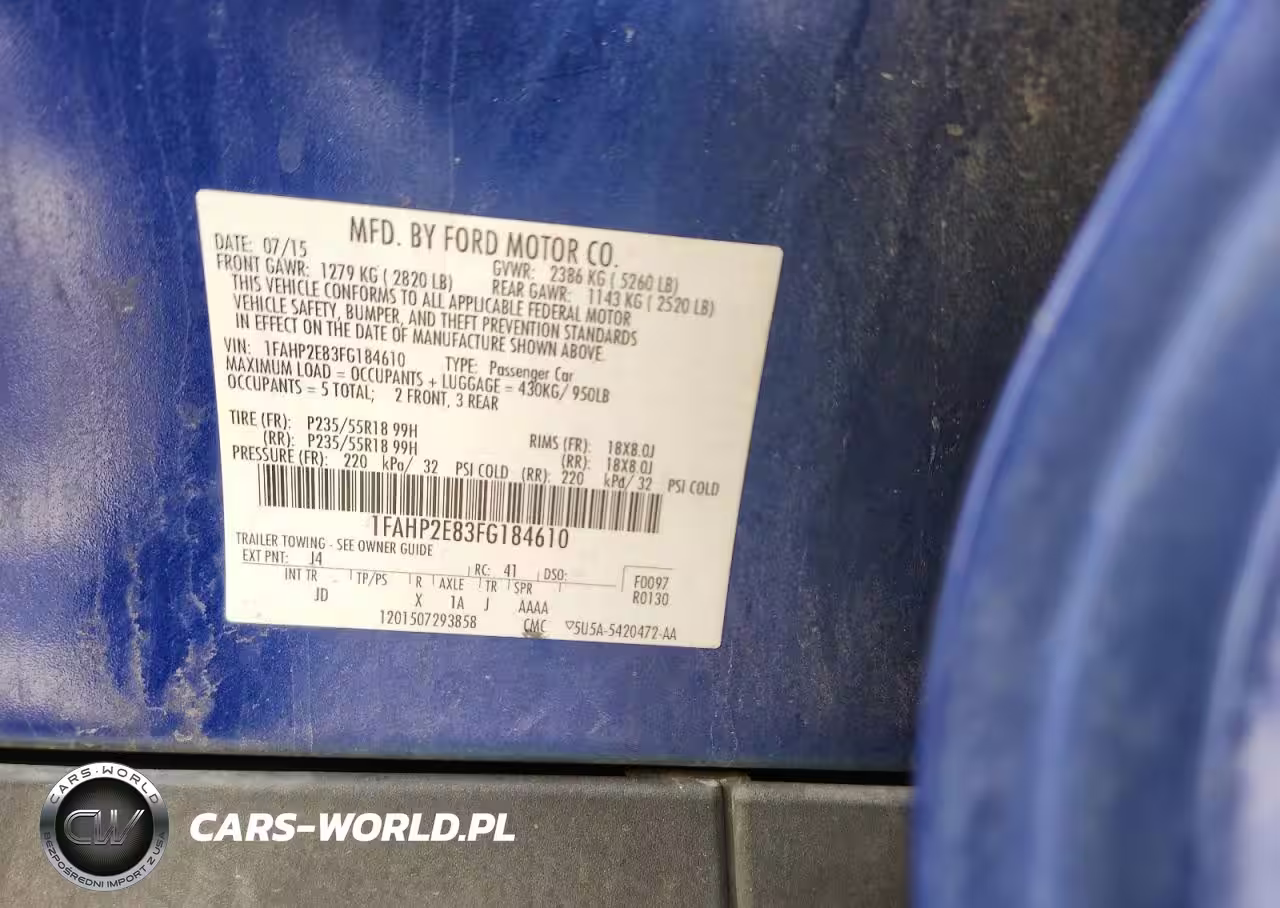 MFD. BY FORD MOTOR CO.
DATE: 07/15 GVWR: 2386 KG ( 5260 LB)
FRONT GAWR: 1279 KG ( 2820 LB) REAR GAWR: 1143 KG ( 2520 LB)
THIS VEHICLE CONFORMS TO ALL APPLICABLE FEDERAL MOTOR
VEHICLE SAFETY, BUMPER, AND THEFT PREVENTION STANDARDS
IN EFFECT ON THE DATE OF MANUFACTURE SHOWN ABOVE.
VIN: 1FAHP2E83FG184610 TYPE: Passenger Car
MAXIMUM LOAD = OCCUPANTS + LUGGAGE = 430KG/ 950LB
OCCUPANTS = 5 TOTAL; 2 FRONT, 3 REAR
TIRE (FR): P235/55R18 99H RIMS (FR): 18X8.0J
(RR): P235/55R18 99H (RR): 18X8.0J
PRESSURE (FR): 220 kPa/ 32 PSI COLD (RR): 220 kPa/ 32 PSI COLD
1FAHP2E83FG184610
TRAILER TOWING - SEE OWNER GUIDE
EXT PNT: J4 RC: 41 DSO: F0097
INT TR TP/PS R AXLE TR SPR R0130
JD X 1A J AAAA
1201507293858 CMC ▽5U5A-5420472-AA
CARS-WORLD
CW
BEZPOŚREDNI IMPORT Z USA
CARS-WORLD.PL